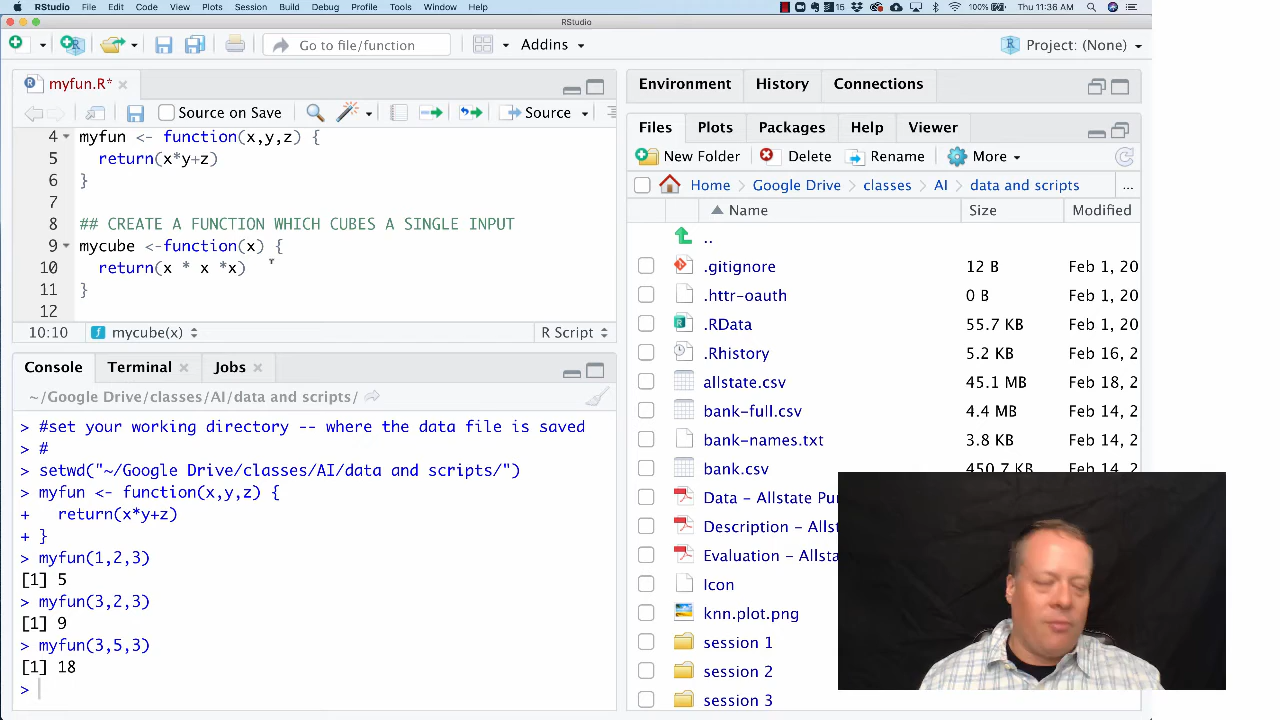 RStudio File Edit Code View Plots Session Build Debug Profile Tools Window Help 15 100% Thu 11:36 AM
RStudio
Go to file/function Addins Project: (None)
myfun.R*
Source on Save Source
4 myfun <- function(x,y,z) {
5 return(x*y+z)
6 }
7
8 ## CREATE A FUNCTION WHICH CUBES A SINGLE INPUT
9 mycube <-function(x) {
10 return(x * x *x)
11 }
12
10:10 mycube(x) R Script
Console Terminal Jobs
~/Google Drive/classes/AI/data and scripts/
> #set your working directory -- where the data file is saved
> #
> setwd("~/Google Drive/classes/AI/data and scripts/")
> myfun <- function(x,y,z) {
+ return(x*y+z)
+ }
> myfun(1,2,3)
[1] 5
> myfun(3,2,3)
[1] 9
> myfun(3,5,3)
[1] 18
>
Environment History Connections
Files Plots Packages Help Viewer
New Folder Delete Rename More
Home > Google Drive > classes > AI > data and scripts ...
Name Size Modified
..
.gitignore 12 B Feb 1, 20
.httr-oauth 0 B Feb 1, 20
.RData 55.7 KB Feb 1, 20
.Rhistory 5.2 KB Feb 16, 2
allstate.csv 45.1 MB Feb 18, 2
bank-full.csv 4.4 MB Feb 14, 2
bank-names.txt 3.8 KB Feb 14, 2
bank.csv 450.7 KB Feb 14, 2
Data - Allstate Pur
Description - Allst
Evaluation - Allsta
Icon
knn.plot.png
session 1
session 2
session 3